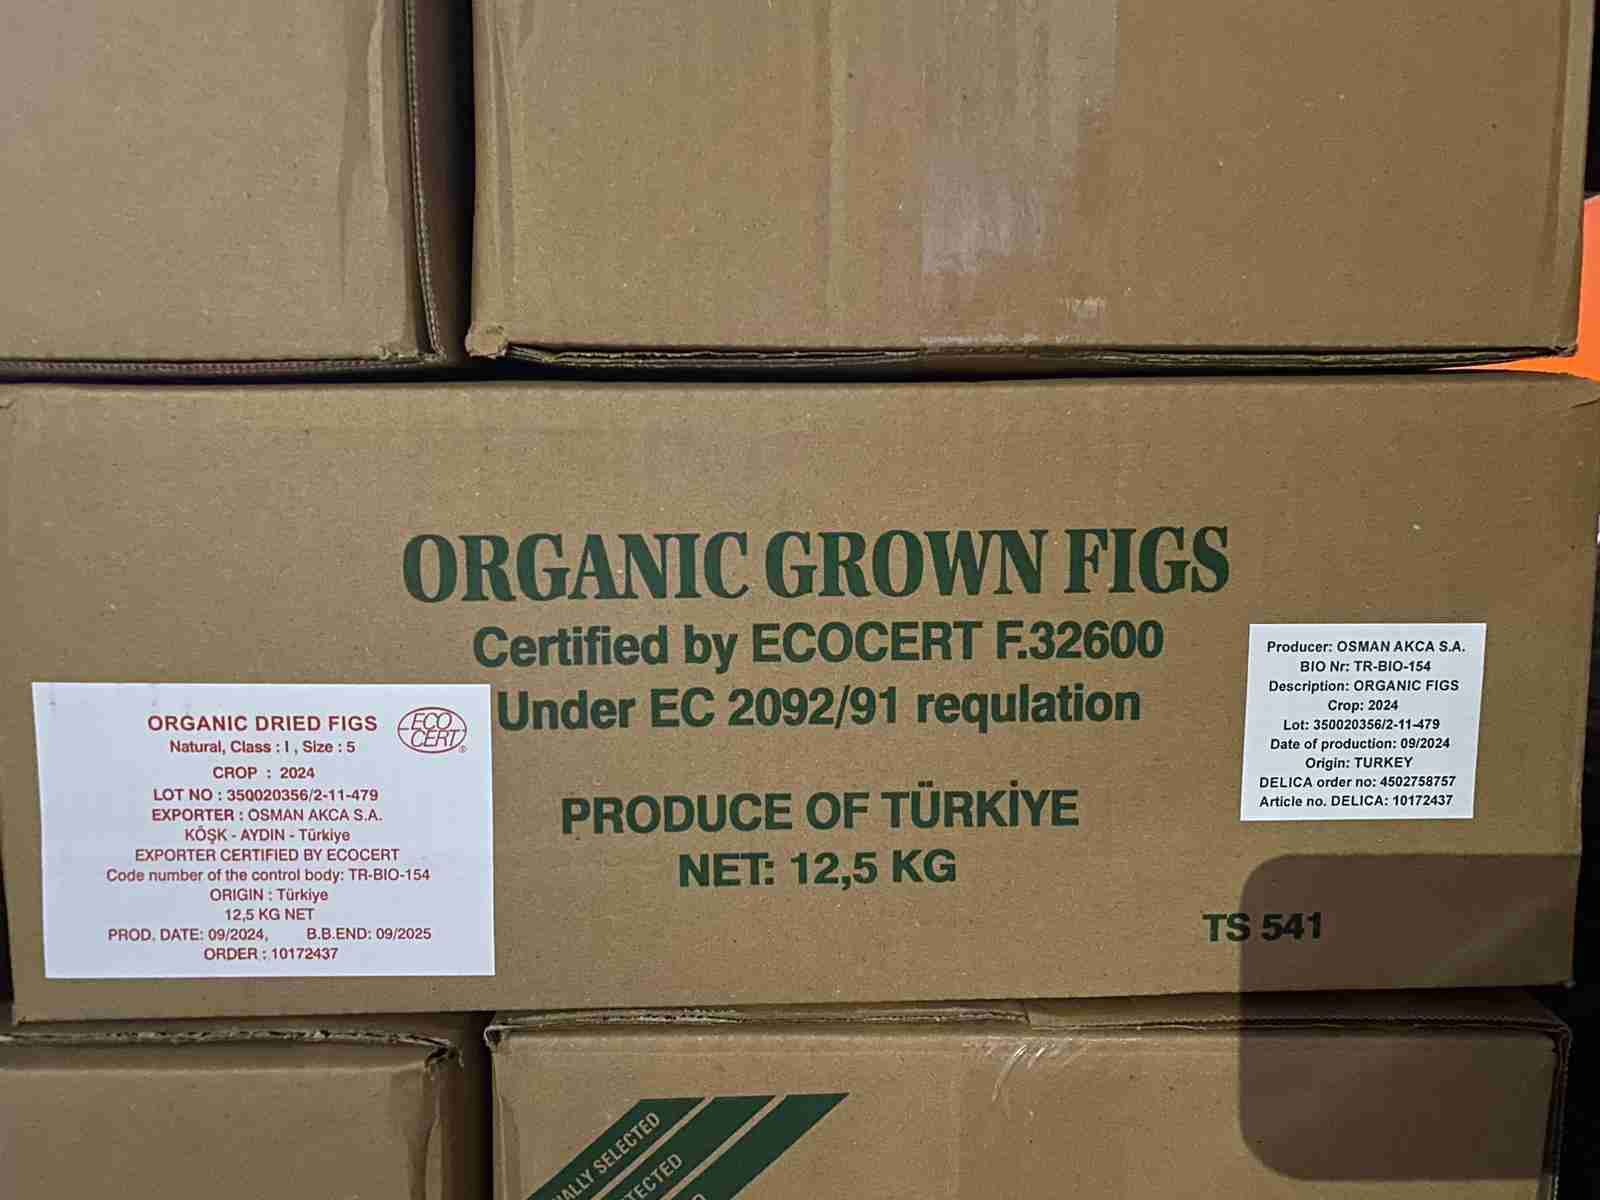 ORGANIC GROWN FIGS
Certified by ECOCERT F.32600
Under EC 2092/91 requlation
PRODUCE OF TÜRKİYE
NET: 12,5 KG
TS 541
ORGANIC DRIED FIGS
ECO
CERT
®
Natural, Class : I , Size : 5
CROP : 2024
LOT NO : 350020356/2-11-479
EXPORTER : OSMAN AKCA S.A.
KÖŞK - AYDIN - Türkiye
EXPORTER CERTIFIED BY ECOCERT
Code number of the control body: TR-BIO-154
ORIGIN : Türkiye
12,5 KG NET
PROD. DATE: 09/2024, B.B.END: 09/2025
ORDER : 10172437
Producer: OSMAN AKCA S.A.
BIO Nr: TR-BIO-154
Description: ORGANIC FIGS
Crop: 2024
Lot: 350020356/2-11-479
Date of production: 09/2024
Origin: TURKEY
DELICA order no: 4502758757
Article no. DELICA: 10172437
SELECTED